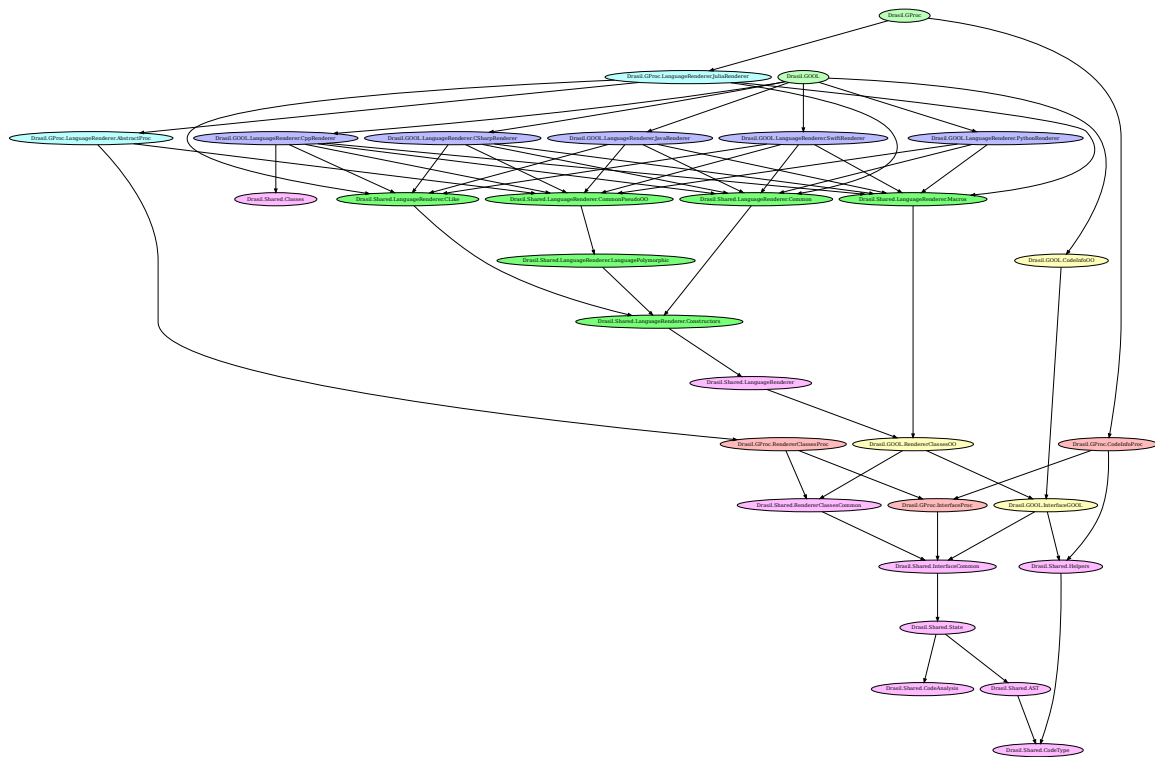 Drasil.GProc
Drasil.GProc.LanguageRenderer.JuliaRenderer
Drasil.GOOL
Drasil.GProc.LanguageRenderer.AbstractProc
Drasil.GOOL.LanguageRenderer.CppRenderer
Drasil.GOOL.LanguageRenderer.CSharpRenderer
Drasil.GOOL.LanguageRenderer.JavaRenderer
Drasil.GOOL.LanguageRenderer.SwiftRenderer
Drasil.GOOL.LanguageRenderer.PythonRenderer
Drasil.Shared.Classes
Drasil.Shared.LanguageRenderer.CLike
Drasil.Shared.LanguageRenderer.CommonPseudoOO
Drasil.Shared.LanguageRenderer.Common
Drasil.Shared.LanguageRenderer.Macros
Drasil.Shared.LanguageRenderer.LanguagePolymorphic
Drasil.GOOL.CodeInfoOO
Drasil.Shared.LanguageRenderer.Constructors
Drasil.Shared.LanguageRenderer
Drasil.GProc.RendererClassesProc
Drasil.GOOL.RendererClassesOO
Drasil.GProc.CodeInfoProc
Drasil.Shared.RendererClassesCommon
Drasil.GProc.InterfaceProc
Drasil.GOOL.InterfaceGOOL
Drasil.Shared.InterfaceCommon
Drasil.Shared.Helpers
Drasil.Shared.State
Drasil.Shared.CodeAnalysis
Drasil.Shared.AST
Drasil.Shared.CodeType